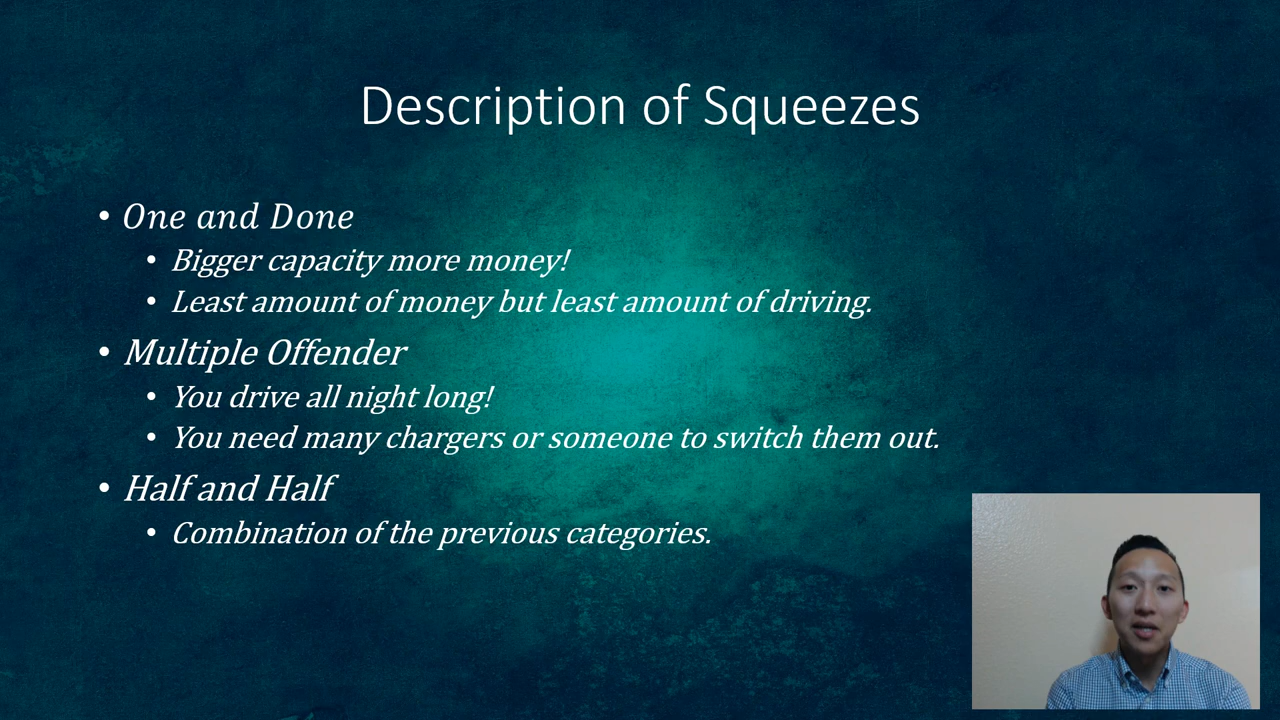 Description of Squeezes
• One and Done
• Bigger capacity more money!
• Least amount of money but least amount of driving.
• Multiple Offender
• You drive all night long!
• You need many chargers or someone to switch them out.
• Half and Half
• Combination of the previous categories.